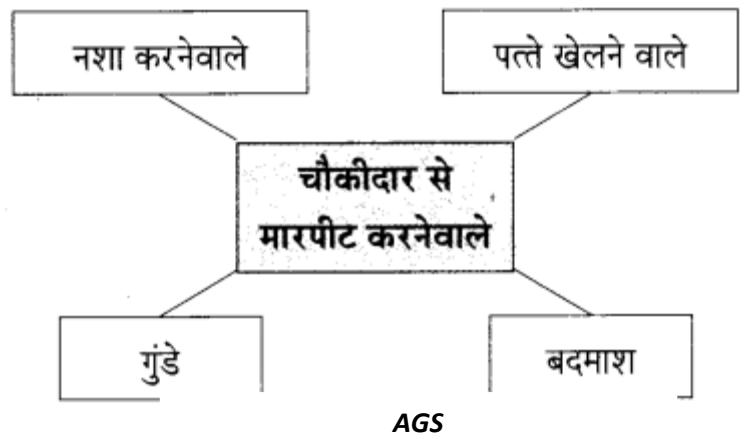 नशा करनेवाले
पत्ते खेलने वाले
चौकीदार से
मारपीट करनेवाले
गुंडे
बदमाश
AGS